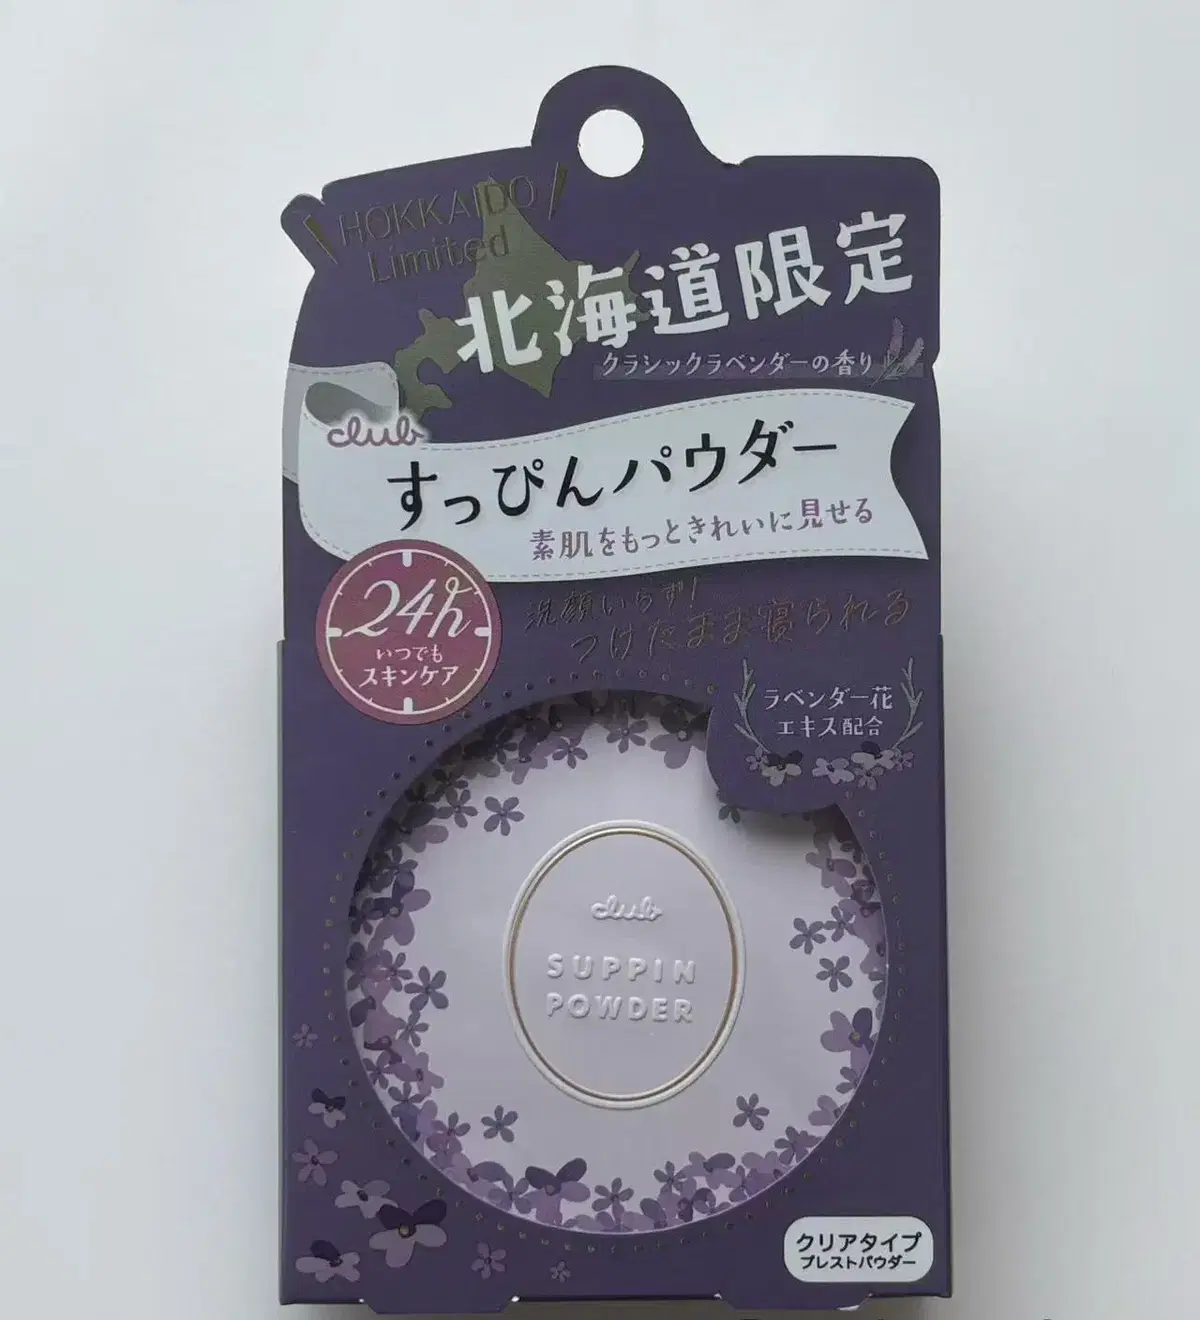 HOKKAIDO
Limited
北海道限定
クラシックラベンダーの香り
club
すっぴんパウダー
素肌をもっときれいに見せる
24h
いつでも
スキンケア
洗顔いらず!
つけたまま寝られる
ラベンダー花
エキス配合
club
SUPPIN
POWDER
クリアタイプ
プレストパウダー